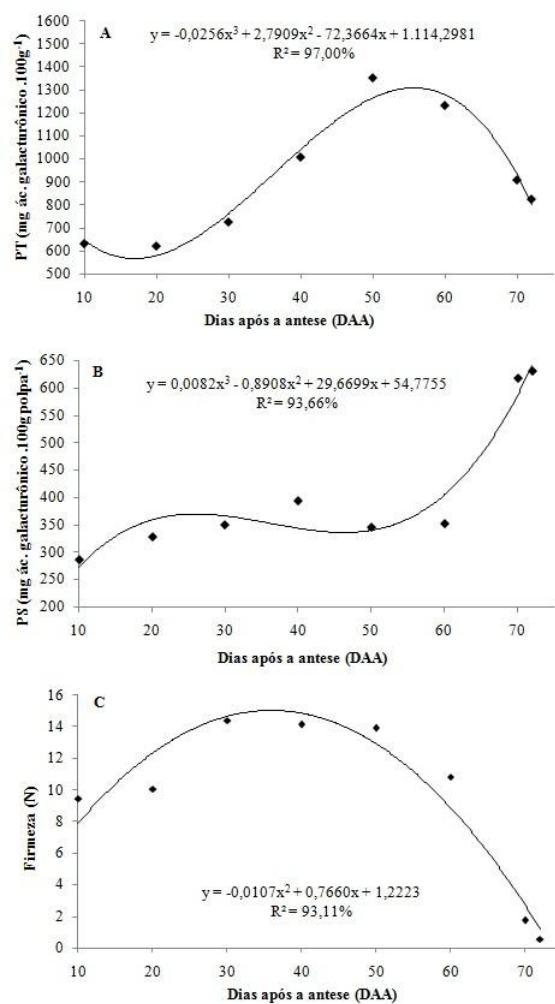 A
y = -0,0256x³ + 2,7909x² - 72,3664x + 1.114,2981
R² = 97,00%
PT (mg ác. galacturônico .100g⁻¹)
1500
1400
1300
1200
1100
1000
900
800
700
600
500
10 20 30 40 50 60 70
Dias após a antese (DAA)
B
y = 0,0082x³ - 0,8908x² + 29,6699x + 54,7755
R² = 93,66%
PS (mg ác. galacturônico .100g polpa⁻¹)
650
600
550
500
450
400
350
300
250
200
10 20 30 40 50 60 70
Dias após a antese (DAA)
C
Firmeza (N)
16
14
12
10
8
6
4
2
0
y = -0,0107x² + 0,7660x + 1,2223
R² = 93,11%
10 20 30 40 50 60 70
Dias após a antese (DAA)